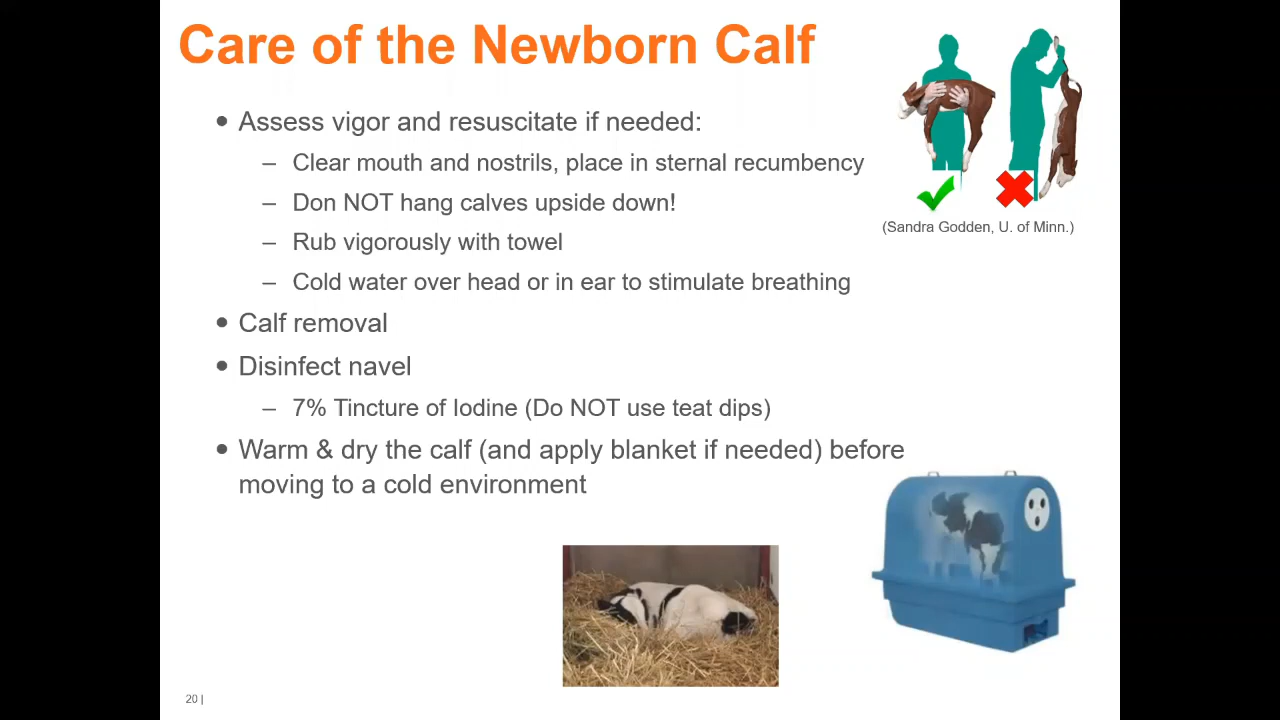 Care of the Newborn Calf
• Assess vigor and resuscitate if needed:
– Clear mouth and nostrils, place in sternal recumbency
– Don NOT hang calves upside down!
– Rub vigorously with towel
– Cold water over head or in ear to stimulate breathing
(Sandra Godden, U. of Minn.)
• Calf removal
• Disinfect navel
– 7% Tincture of Iodine (Do NOT use teat dips)
• Warm & dry the calf (and apply blanket if needed) before
moving to a cold environment
20 |